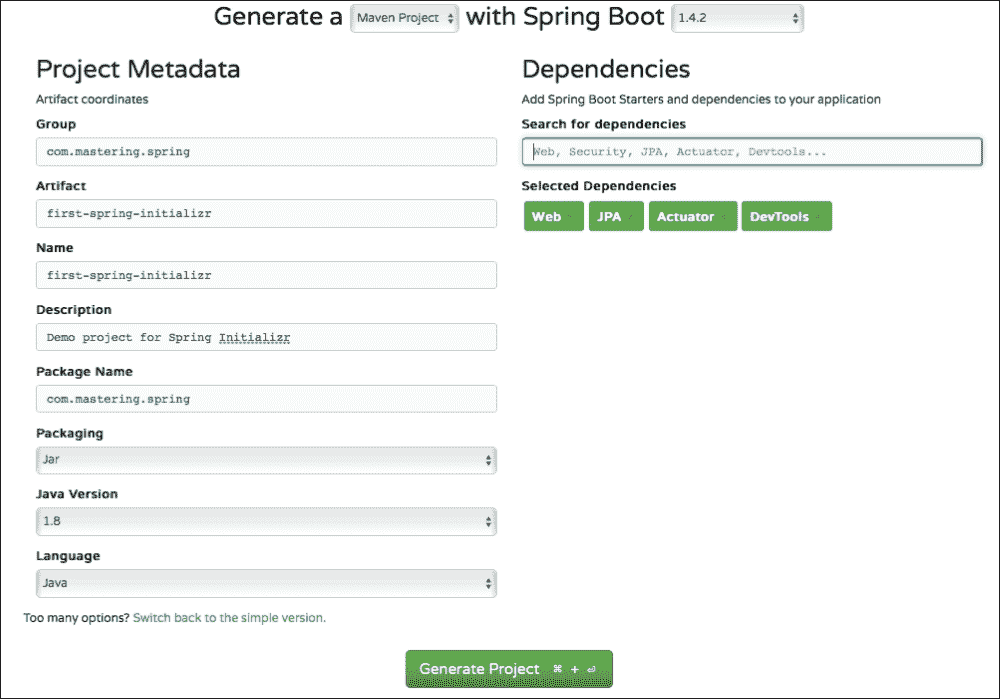 Generate a Maven Project with Spring Boot 1.4.2
Project Metadata
Artifact coordinates
Group
com.mastering.spring
Artifact
first-spring-initializr
Name
first-spring-initializr
Description
Demo project for Spring Initializr
Package Name
com.mastering.spring
Packaging
Jar
Java Version
1.8
Language
Java
Too many options? Switch back to the simple version.
Dependencies
Add Spring Boot Starters and dependencies to your application
Search for dependencies
Web, Security, JPA, Actuator, Devtools...
Selected Dependencies
Web JPA Actuator DevTools
Generate Project ⌘ + ⏎